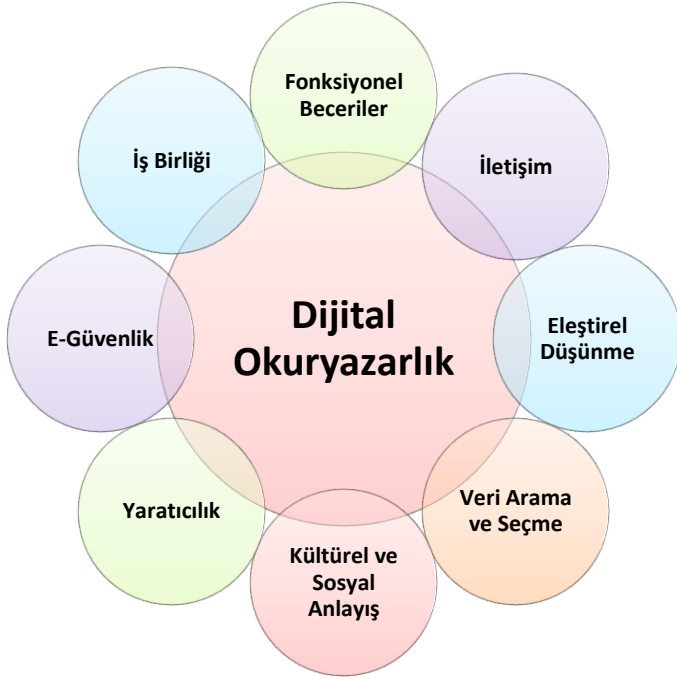 Fonksiyonel
Beceriler
İletişim
Eleştirel
Düşünme
Veri Arama
ve Seçme
Kültürel ve
Sosyal
Anlayış
Yaratıcılık
E-Güvenlik
İş Birliği
Dijital
Okuryazarlık